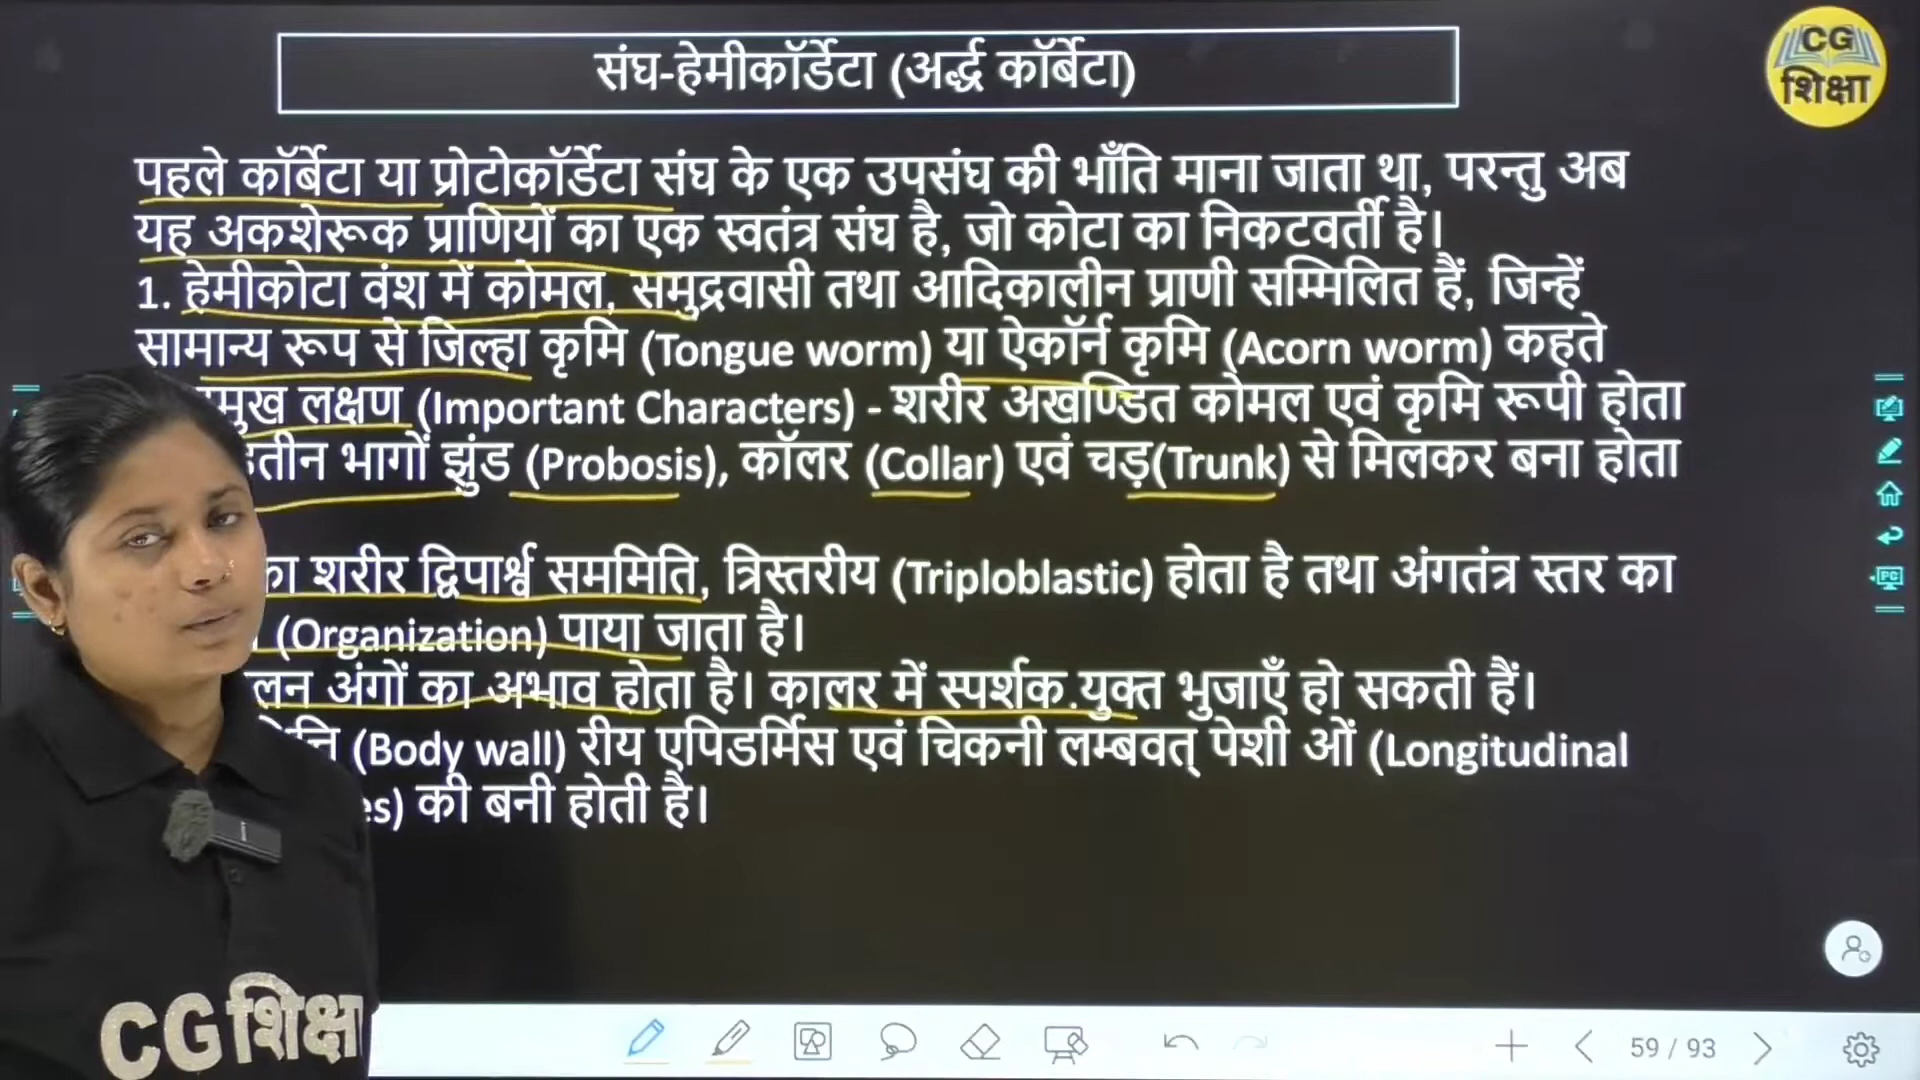 संघ-हेमीकॉर्डेटा (अर्द्ध कॉर्बेटा)
CG
शिक्षा
पहले कॉर्बेटा या प्रोटोकॉर्डेटा संघ के एक उपसंघ की भाँति माना जाता था, परन्तु अब
यह अकशेरूक प्राणियों का एक स्वतंत्र संघ है, जो कोटा का निकटवर्ती है।
1. हेमीकोटा वंश में कोमल, समुद्रवासी तथा आदिकालीन प्राणी सम्मिलित हैं, जिन्हें
सामान्य रूप से जिल्हा कृमि (Tongue worm) या ऐकॉर्न कृमि (Acorn worm) कहते
मुख लक्षण (Important Characters) - शरीर अखण्डित कोमल एवं कृमि रूपी होता
तीन भागों झुंड (Probosis), कॉलर (Collar) एवं चड़(Trunk) से मिलकर बना होता
का शरीर द्विपार्श्व सममिति, त्रिस्तरीय (Triploblastic) होता है तथा अंगतंत्र स्तर का
(Organization) पाया जाता है।
लन अंगों का अभाव होता है। कालर में स्पर्शक.युक्त भुजाएँ हो सकती हैं।
(Body wall) रीय एपिडर्मिस एवं चिकनी लम्बवत् पेशी ओं (Longitudinal
es) की बनी होती है।
CG शिक्षा
59 / 93